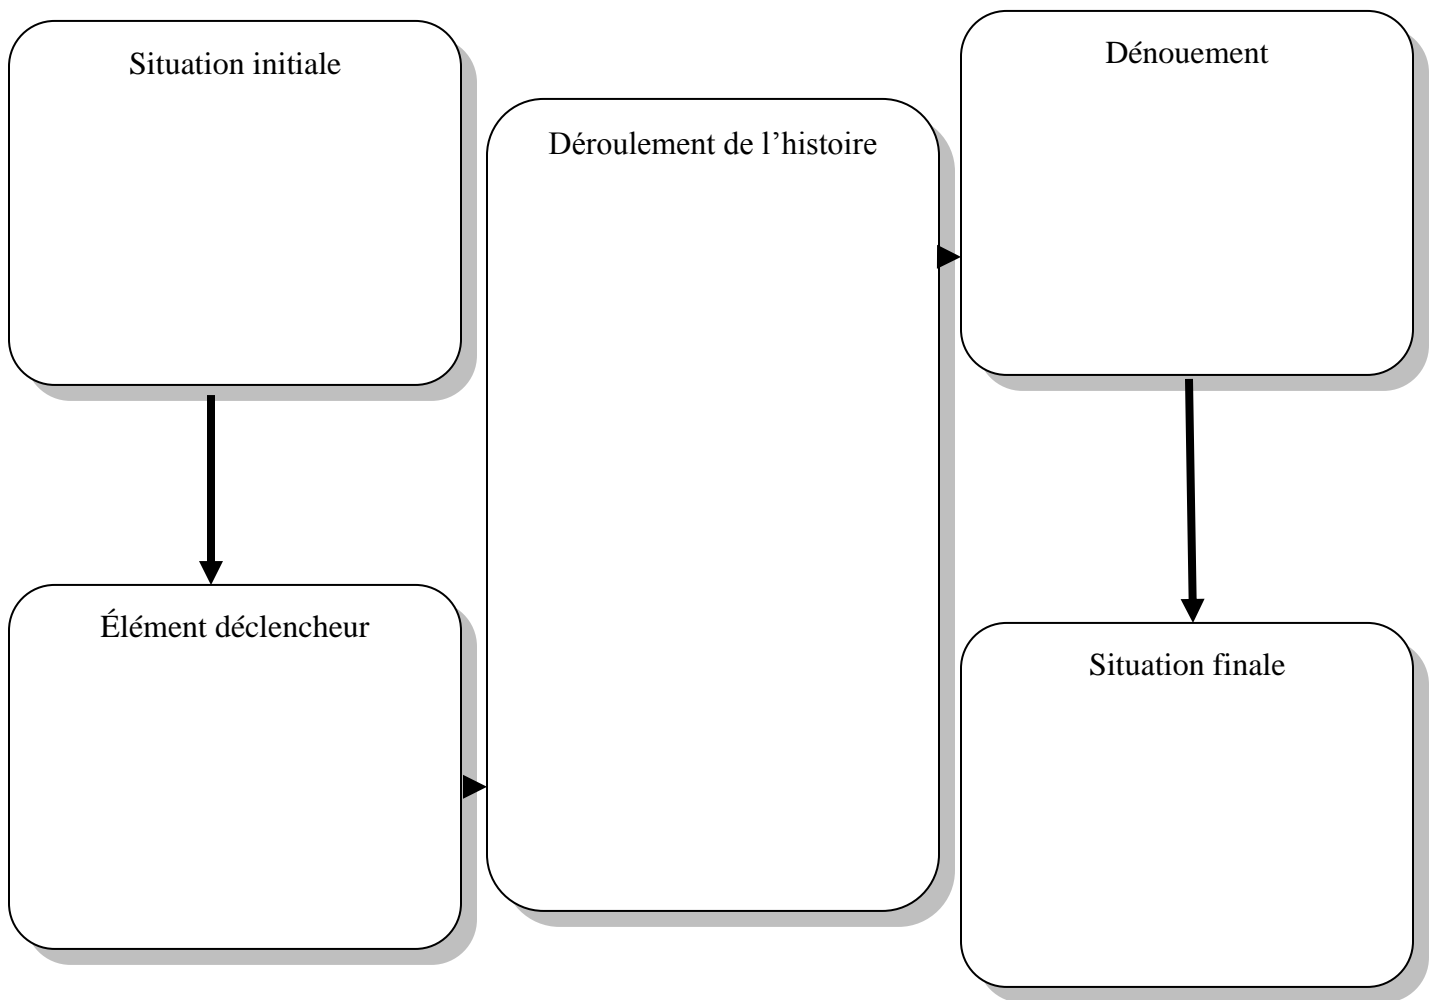 Situation initiale
Élément déclencheur
Déroulement de l’histoire
Dénouement
Situation finale